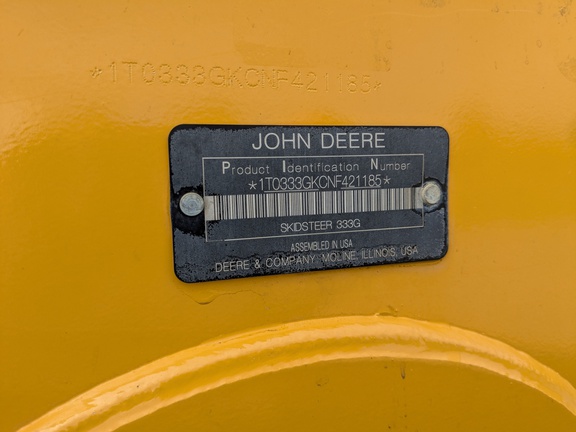 *1T0333GKCNF421185*
JOHN DEERE
Product Identification Number
*1T0333GKCNF421185*
SKIDSTEER 333G
ASSEMBLED IN USA
DEERE & COMPANY MOLINE, ILLINOIS, USA